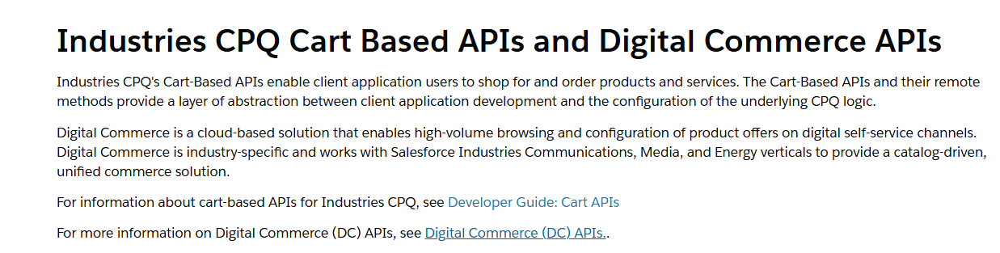 Industries CPQ Cart Based APIs and Digital Commerce APIs
Industries CPQ's Cart-Based APIs enable client application users to shop for and order products and services. The Cart-Based APIs and their remote
methods provide a layer of abstraction between client application development and the configuration of the underlying CPQ logic.
Digital Commerce is a cloud-based solution that enables high-volume browsing and configuration of product offers on digital self-service channels.
Digital Commerce is industry-specific and works with Salesforce Industries Communications, Media, and Energy verticals to provide a catalog-driven,
unified commerce solution.
For information about cart-based APIs for Industries CPQ, see Developer Guide: Cart APIs
For more information on Digital Commerce (DC) APIs, see Digital Commerce (DC) APIs..